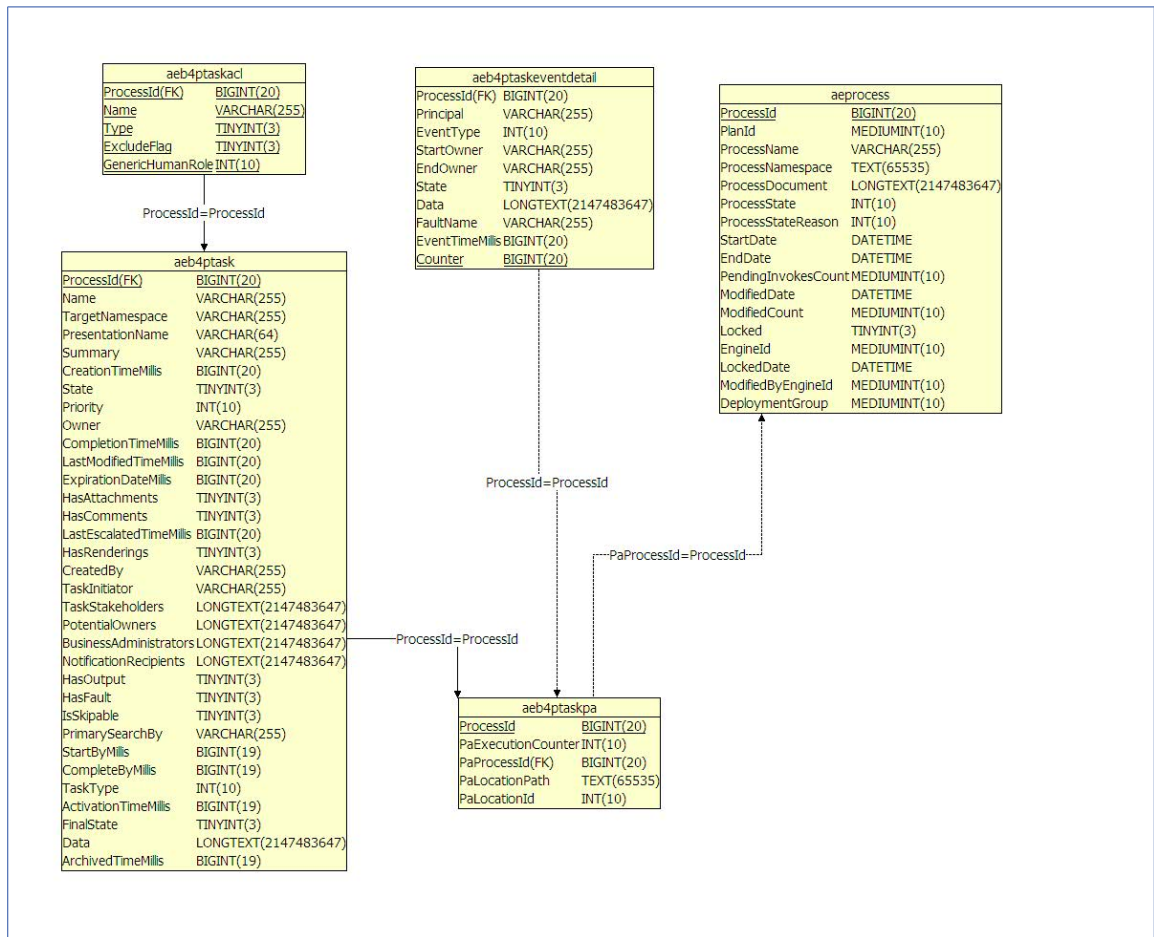 aeb4ptaskacl
ProcessId(FK) BIGINT(20)
Name VARCHAR(255)
Type TINYINT(3)
ExcludeFlag TINYINT(3)
GenericHumanRole INT(10)
ProcessId=ProcessId
aeb4ptask
ProcessId(FK) BIGINT(20)
Name VARCHAR(255)
TargetNamespace VARCHAR(255)
PresentationName VARCHAR(64)
Summary VARCHAR(255)
CreationTimeMillis BIGINT(20)
State TINYINT(3)
Priority INT(10)
Owner VARCHAR(255)
CompletionTimeMillis BIGINT(20)
LastModifiedTimeMillis BIGINT(20)
ExpirationDateMillis BIGINT(20)
HasAttachments TINYINT(3)
HasComments TINYINT(3)
LastEscalatedTimeMillis BIGINT(20)
HasRenderings TINYINT(3)
CreatedBy VARCHAR(255)
TaskInitiator VARCHAR(255)
TaskStakeholders LONGTEXT(2147483647)
PotentialOwners LONGTEXT(2147483647)
BusinessAdministrators LONGTEXT(2147483647)
NotificationRecipients LONGTEXT(2147483647)
HasOutput TINYINT(3)
HasFault TINYINT(3)
IsSkipable TINYINT(3)
PrimarySearchBy VARCHAR(255)
StartByMillis BIGINT(19)
CompleteByMillis BIGINT(19)
TaskType INT(10)
ActivationTimeMillis BIGINT(19)
FinalState TINYINT(3)
Data LONGTEXT(2147483647)
ArchivedTimeMillis BIGINT(19)
ProcessId=ProcessId
aeb4ptaskeventdetail
ProcessId(FK) BIGINT(20)
Principal VARCHAR(255)
EventType INT(10)
StartOwner VARCHAR(255)
EndOwner VARCHAR(255)
State TINYINT(3)
Data LONGTEXT(2147483647)
FaultName VARCHAR(255)
EventTimeMillis BIGINT(20)
Counter BIGINT(20)
ProcessId=ProcessId
aeprocess
ProcessId BIGINT(20)
PlanId MEDIUMINT(10)
ProcessName VARCHAR(255)
ProcessNamespace TEXT(65535)
ProcessDocument LONGTEXT(2147483647)
ProcessState INT(10)
ProcessStateReason INT(10)
StartDate DATETIME
EndDate DATETIME
PendingInvokesCount MEDIUMINT(10)
ModifiedDate DATETIME
ModifiedCount MEDIUMINT(10)
Locked TINYINT(3)
EngineId MEDIUMINT(10)
LockedDate DATETIME
ModifiedByEngineId MEDIUMINT(10)
DeploymentGroup MEDIUMINT(10)
PaProcessId=ProcessId
aeb4ptaskpa
ProcessId BIGINT(20)
PaExecutionCounter INT(10)
PaProcessId(FK) BIGINT(20)
PaLocationPath TEXT(65535)
PaLocationId INT(10)